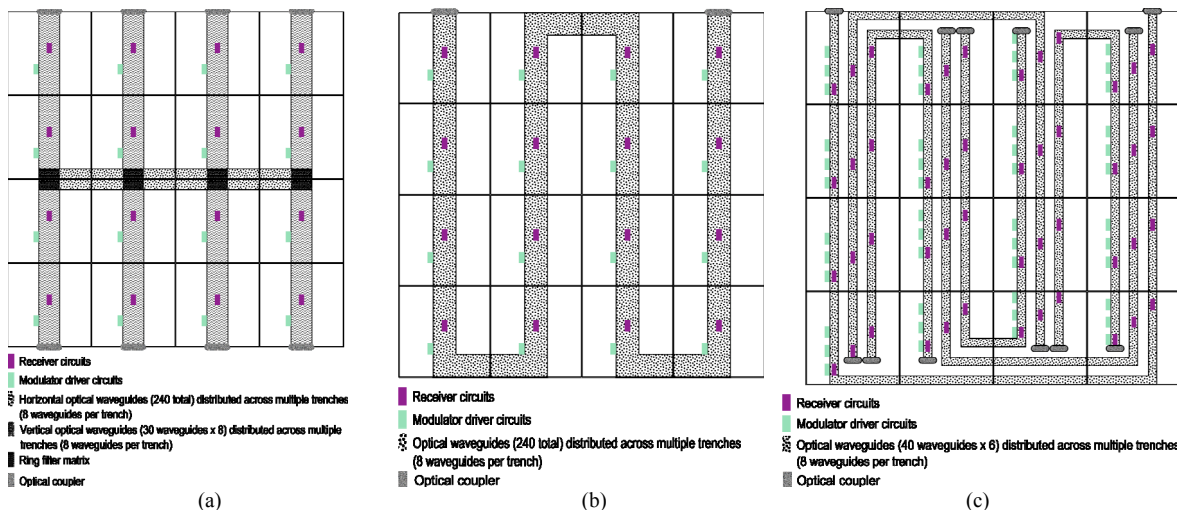 Receiver circuits
Modulator driver circuits
Horizontal optical waveguides (240 total) distributed across multiple trenches
(8 waveguides per trench)
Vertical optical waveguides (30 waveguides x 8) distributed across multiple
trenches (8 waveguides per trench)
Ring filter matrix
Optical coupler
(a)
Receiver circuits
Modulator driver circuits
Optical waveguides (240 total) distributed across multiple trenches
(8 waveguides per trench)
Optical coupler
(b)
Receiver circuits
Modulator driver circuits
Optical waveguides (40 waveguides x 6) distributed across multiple trenches
(8 waveguides per trench)
Optical coupler
(c)